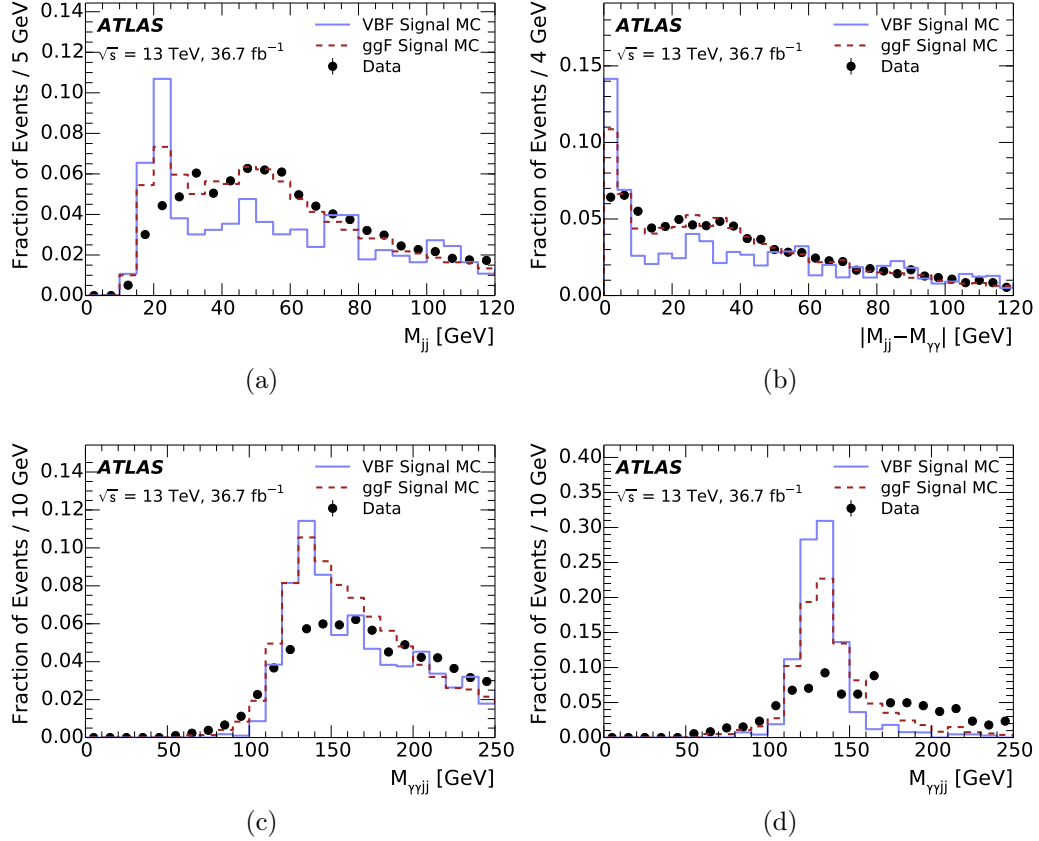 ATLAS
√s = 13 TeV, 36.7 fb⁻¹
VBF Signal MC
ggF Signal MC
Data
Fraction of Events / 5 GeV
0.14
0.12
0.10
0.08
0.06
0.04
0.02
0.00
0 20 40 60 80 100 120
M_jj [GeV]
(a)
ATLAS
√s = 13 TeV, 36.7 fb⁻¹
VBF Signal MC
ggF Signal MC
Data
Fraction of Events / 4 GeV
0.15
0.10
0.05
0.00
0 20 40 60 80 100 120
|M_jj−M_γγ| [GeV]
(b)
ATLAS
√s = 13 TeV, 36.7 fb⁻¹
VBF Signal MC
ggF Signal MC
Data
Fraction of Events / 10 GeV
0.14
0.12
0.10
0.08
0.06
0.04
0.02
0.00
0 50 100 150 200 250
M_γγjj [GeV]
(c)
ATLAS
√s = 13 TeV, 36.7 fb⁻¹
VBF Signal MC
ggF Signal MC
Data
Fraction of Events / 10 GeV
0.40
0.35
0.30
0.25
0.20
0.15
0.10
0.05
0.00
0 50 100 150 200 250
M_γγjj [GeV]
(d)